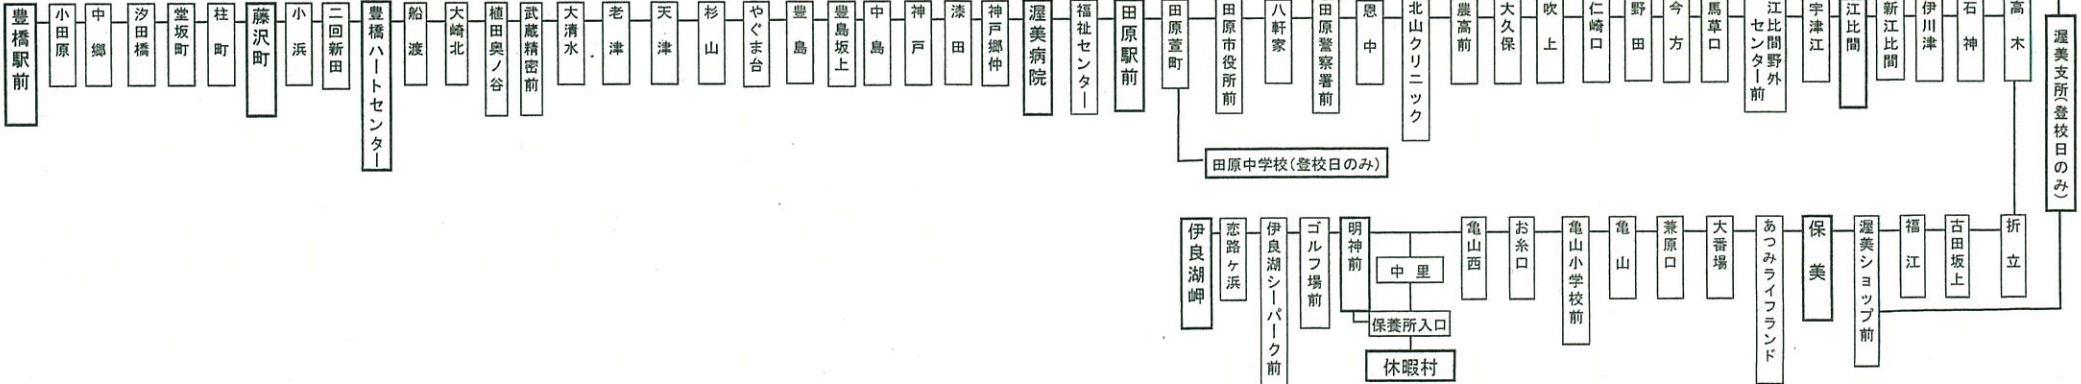 豊橋駅前
小田原
中郷
汐田橋
堂坂町
柱町
藤沢町
小浜
二回新田
豊橋ハートセンター
船渡
大崎北
植田奥ノ谷
武蔵精密前
大清水
老津
天津
杉山
やぐま台
豊島
豊島坂上
中島
神戸
漆田
神戸郷仲
渥美病院
福祉センター
田原駅前
田原萱町
田原市役所前
八軒家
田原警察署前
恩中
北山クリニック
農高前
大久保
吹上
仁崎口
野田
今方
馬草口
江比間野外
センター前
宇津江
江比間
新江比間
伊川津
石神
高木
渥美支所(登校日のみ)
田原中学校(登校日のみ)
伊良湖岬
恋路ヶ浜
伊良湖シーパーク前
ゴルフ場前
明神前
中里
保養所入口
休暇村
亀山西
お糸口
亀山小学校前
亀山
兼原口
大番場
あつみライフランド
保美
渥美ショップ前
福江
古田坂上
折立